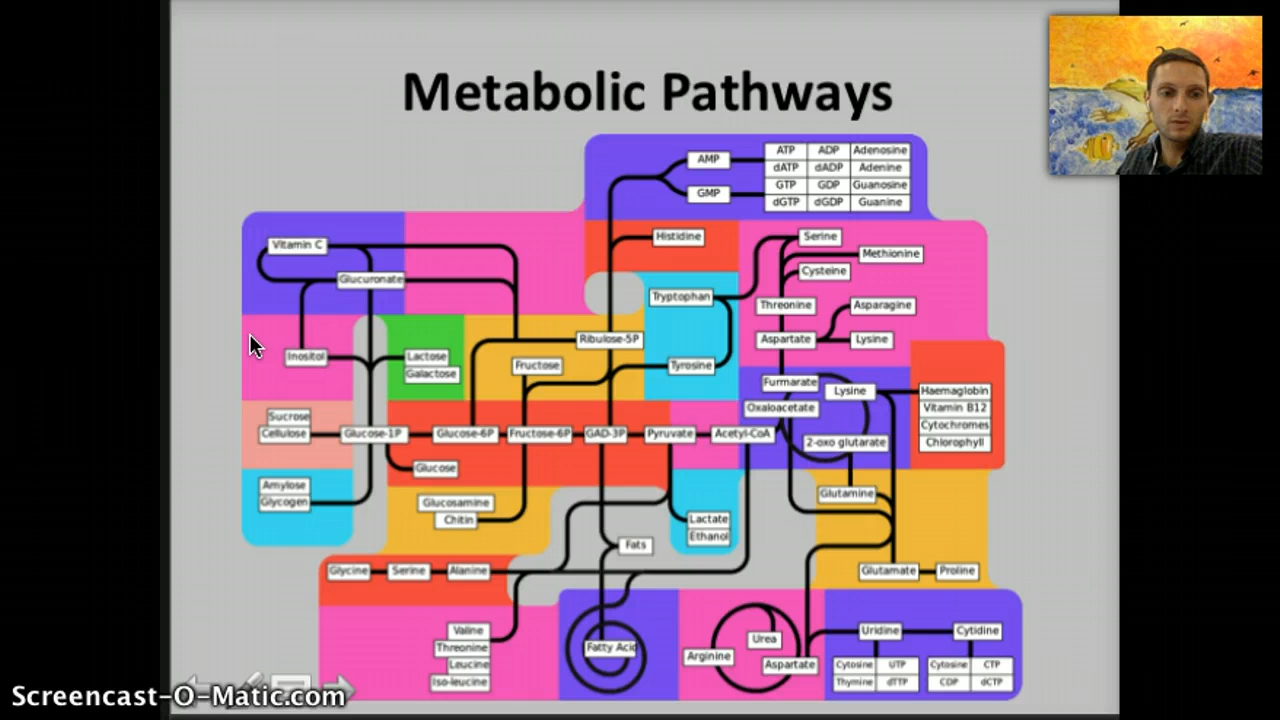 Metabolic Pathways
AMP
ATP ADP Adenosine
dATP dADP Adenine
GMP
GTP GDP Guanosine
dGTP dGDP Guanine
Histidine
Serine
Vitamin C
Methionine
Cysteine
Glucuronate
Tryptophan
Threonine
Asparagine
Ribulose-5P
Aspartate
Lysine
Inositol
Lactose
Galactose
Fructose
Tyrosine
Furmarate
Lysine
Haemaglobin
Oxaloacetate
Vitamin B12
Sucrose
Cytochromes
Cellulose
Glucose-1P
Glucose-6P
Fructose-6P
GAD-3P
Pyruvate
Acetyl-CoA
2-oxo glutarate
Chlorophyll
Glucose
Amylose
Glycogen
Glucosamine
Chitin
Glutamine
Lactate
Ethanol
Fats
Glycine
Serine
Alanine
Glutamate
Proline
Valine
Threonine
Leucine
Iso-leucine
Fatty Acid
Urea
Arginine
Aspartate
Uridine
Cytidine
Cytosine UTP
Thymine dTTP
Cytosine CTP
CDP dCTP
Screencast-O-Matic.com